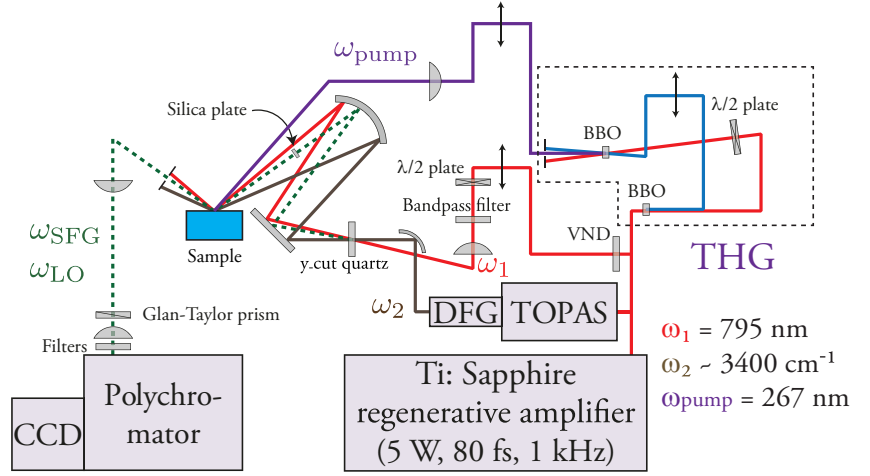 ωpump
Silica plate
λ/2 plate
BBO
λ/2 plate
BBO
Bandpass filter
VND
THG
ωSFG
ωLO
Sample
y-cut quartz
ω1
ω2
DFG
TOPAS
Glan-Taylor prism
Filters
Polychro-
mator
CCD
Ti: Sapphire
regenerative amplifier
(5 W, 80 fs, 1 kHz)
ω1 = 795 nm
ω2 ~ 3400 cm⁻¹
ωpump = 267 nm